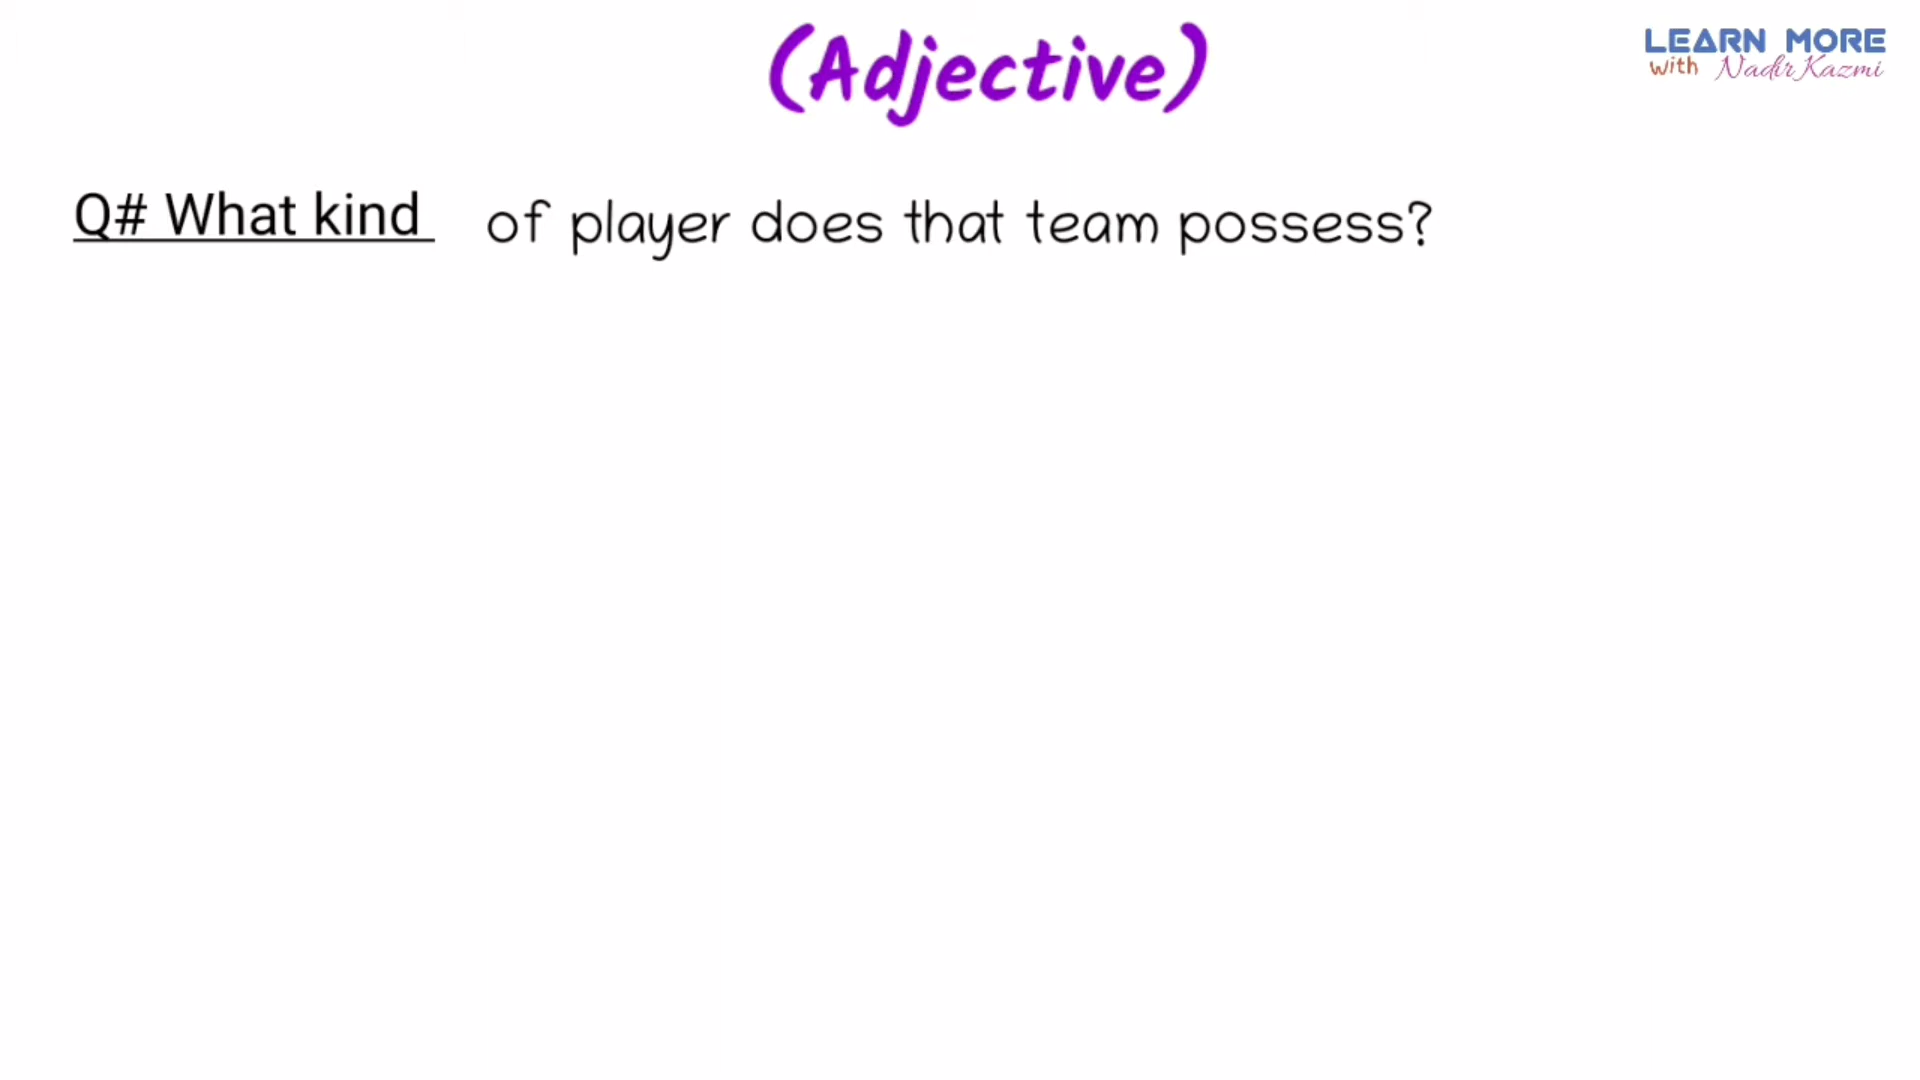 (Adjective)
LEARN MORE
with Nadir Kazmi
Q# What kind of player does that team possess?